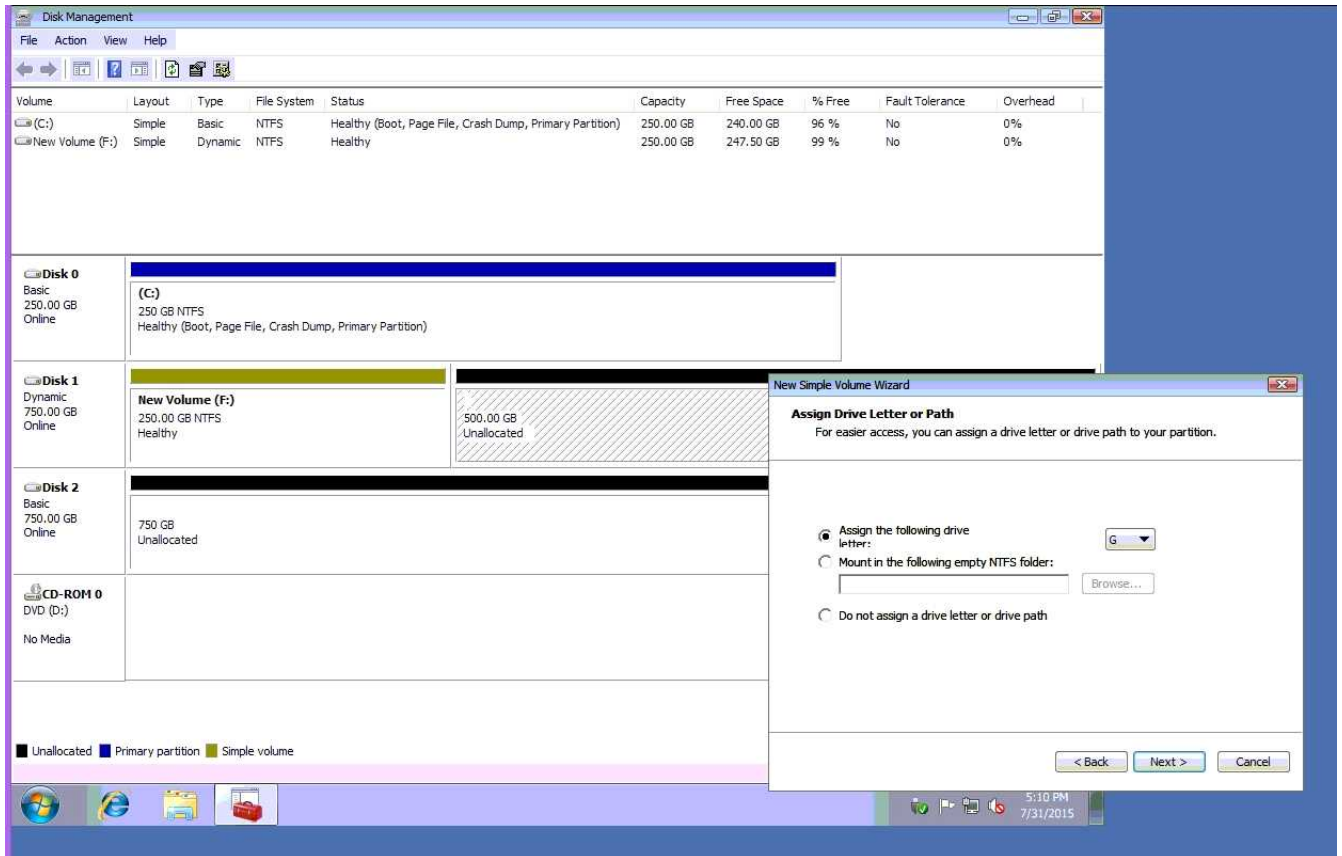 Disk Management
File Action View Help
Volume Layout Type File System Status Capacity Free Space % Free Fault Tolerance Overhead
(C:) Simple Basic NTFS Healthy (Boot, Page File, Crash Dump, Primary Partition) 250.00 GB 240.00 GB 96 % No 0%
New Volume (F:) Simple Dynamic NTFS Healthy 250.00 GB 247.50 GB 99 % No 0%
Disk 0
Basic
250.00 GB
Online
(C:)
250 GB NTFS
Healthy (Boot, Page File, Crash Dump, Primary Partition)
Disk 1
Dynamic
750.00 GB
Online
New Volume (F:)
250.00 GB NTFS
Healthy
500.00 GB
Unallocated
Disk 2
Basic
750.00 GB
Online
750 GB
Unallocated
CD-ROM 0
DVD (D:)
No Media
Unallocated Primary partition Simple volume
New Simple Volume Wizard
Assign Drive Letter or Path
For easier access, you can assign a drive letter or drive path to your partition.
Assign the following drive
letter:
G
Mount in the following empty NTFS folder:
Browse...
Do not assign a drive letter or drive path
< Back Next > Cancel
5:10 PM
7/31/2015